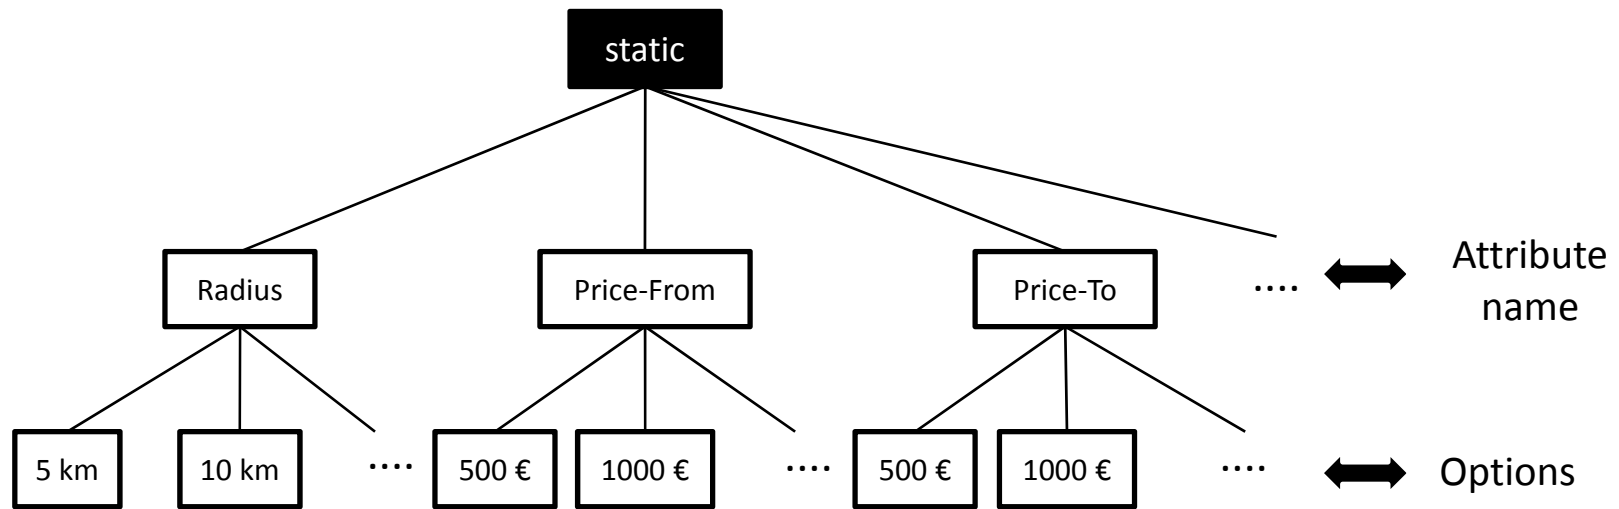 static
Radius
Price-From
Price-To
....
Attribute
name
5 km
10 km
....
500 €
1000 €
....
500 €
1000 €
....
Options